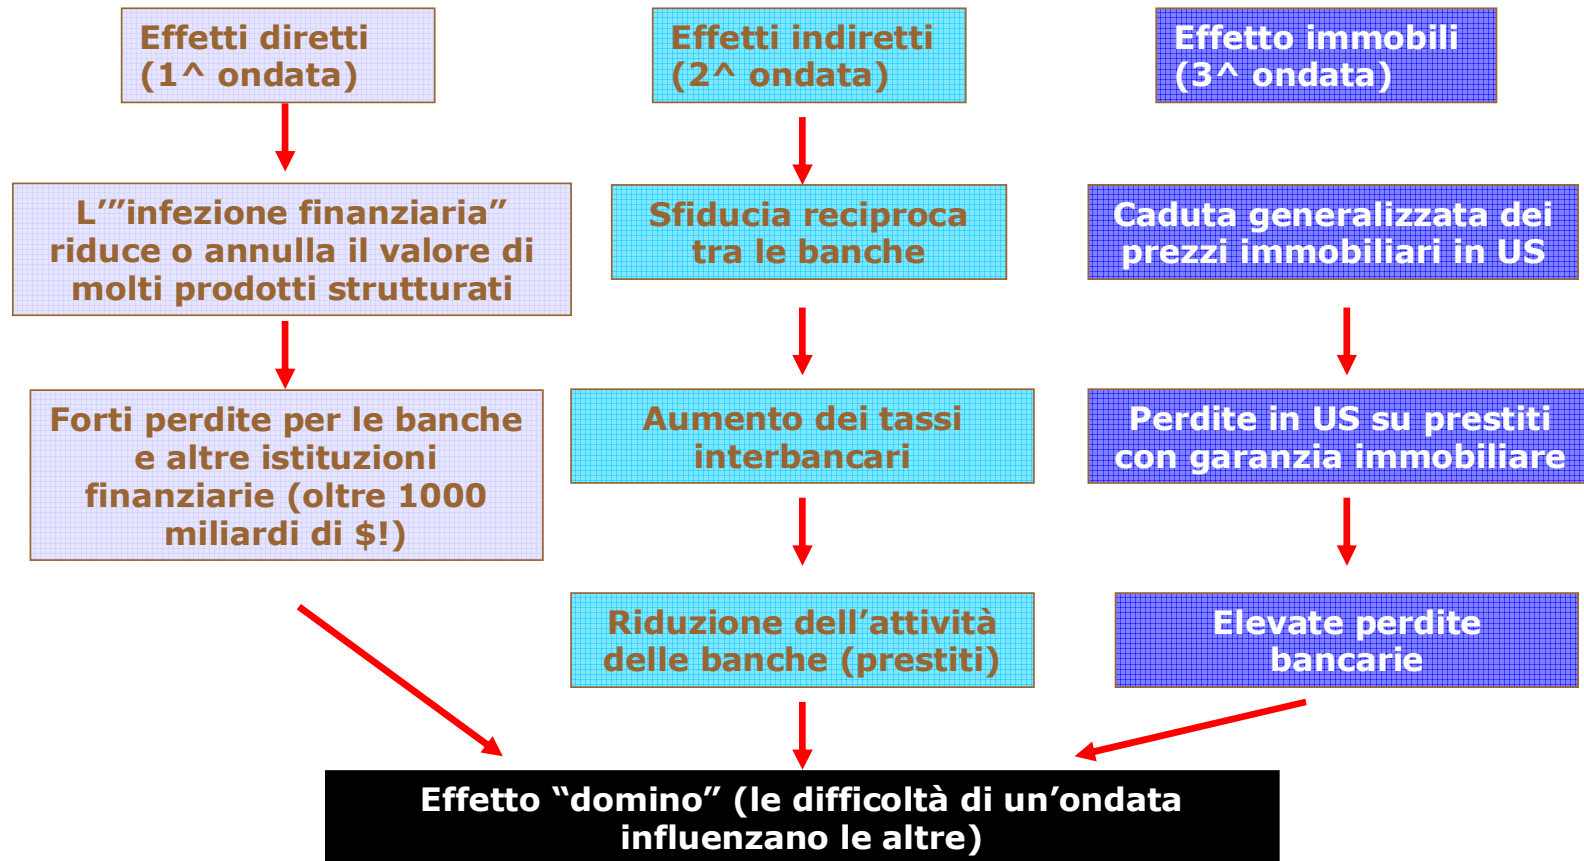 Effetti diretti
(1^ ondata)
Effetti indiretti
(2^ ondata)
Effetto immobili
(3^ ondata)
L’”infezione finanziaria”
riduce o annulla il valore di
molti prodotti strutturati
Sfiducia reciproca
tra le banche
Caduta generalizzata dei
prezzi immobiliari in US
Forti perdite per le banche
e altre istituzioni
finanziarie (oltre 1000
miliardi di $!)
Aumento dei tassi
interbancari
Perdite in US su prestiti
con garanzia immobiliare
Riduzione dell’attività
delle banche (prestiti)
Elevate perdite
bancarie
Effetto “domino” (le difficoltà di un’ondata
influenzano le altre)